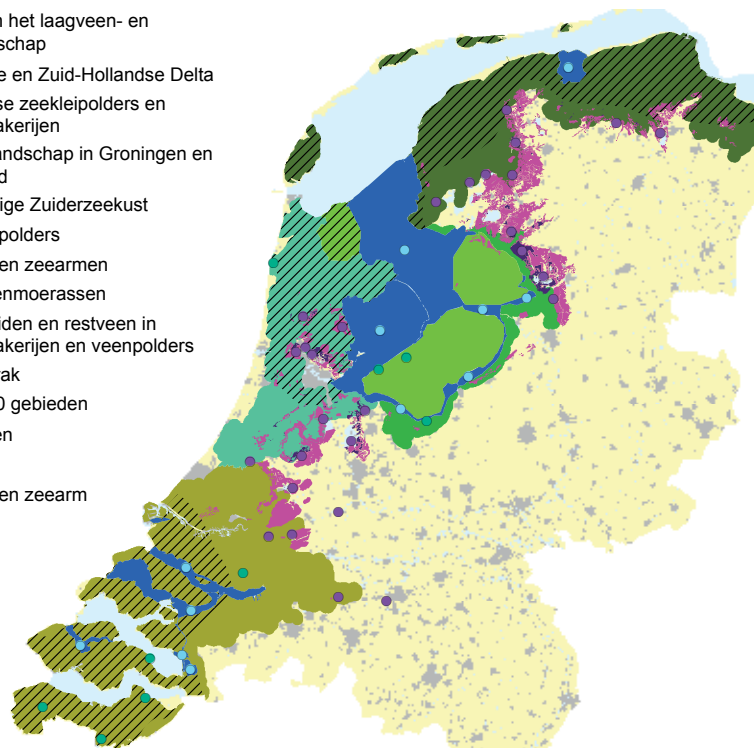 het laagveen- en
schap
e en Zuid-Hollandse Delta
se zeekleipolders en
akerijen
andschap in Groningen en
d
ige Zuiderzeekust
polders
en zeearmen
enmoerassen
iden en restveen in
akerijen en veenpolders
rak
0 gebieden
en
en zeearm